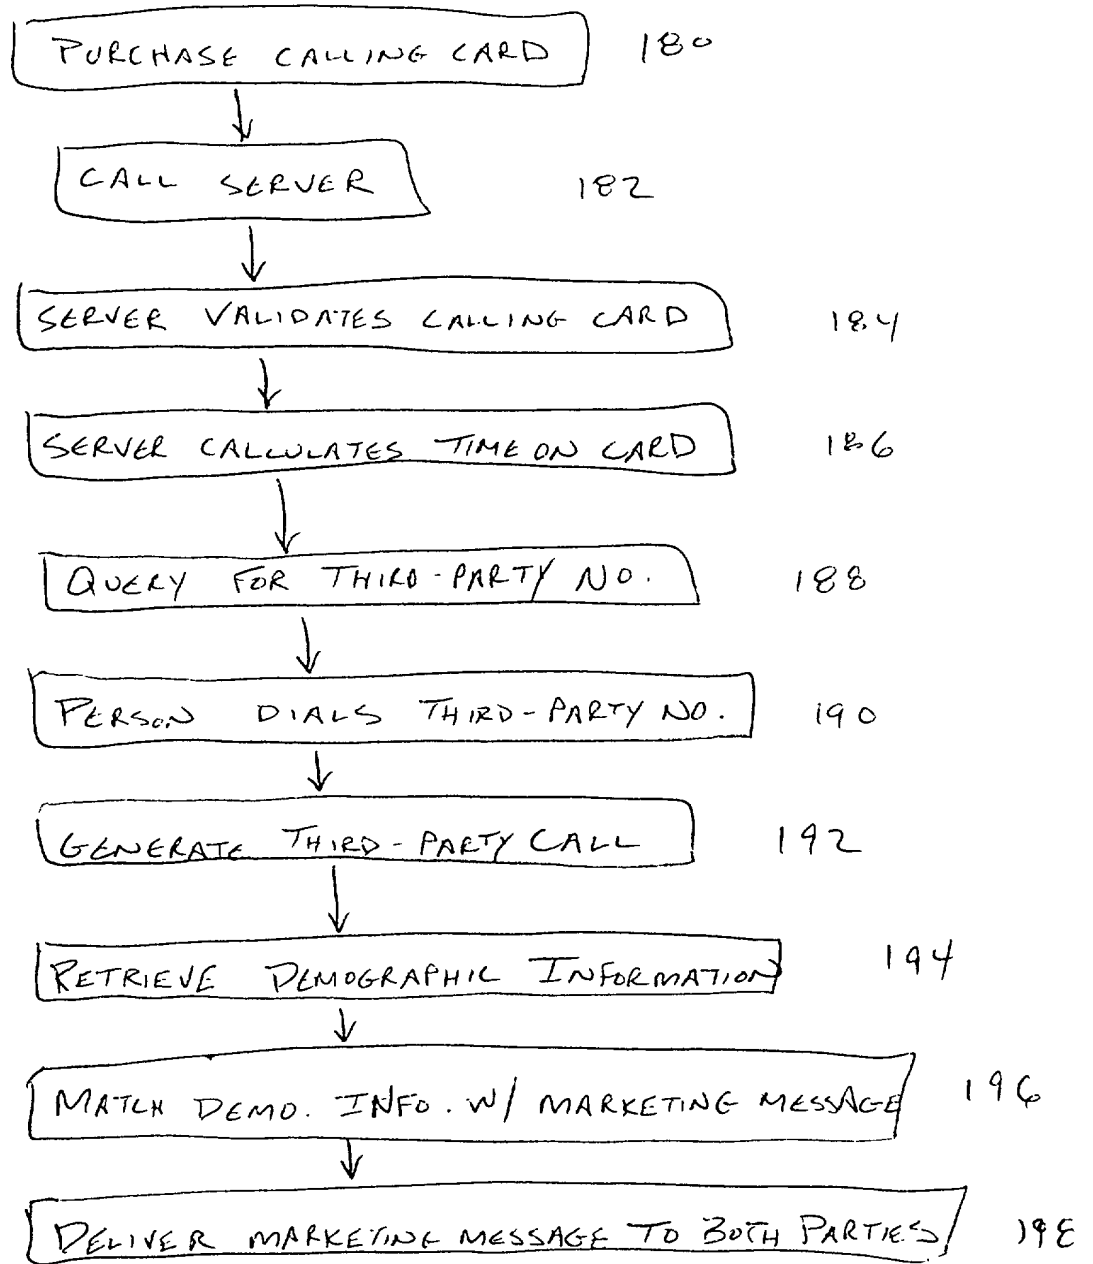 PURCHASE CALLING CARD 180
CALL SERVER 182
SERVER VALIDATES CALLING CARD 184
SERVER CALCULATES TIME ON CARD 186
QUERY FOR THIRD-PARTY NO. 188
PERSON DIALS THIRD-PARTY NO. 190
GENERATE THIRD-PARTY CALL 192
RETRIEVE DEMOGRAPHIC INFORMATION 194
MATCH DEMO. INFO. W/ MARKETING MESSAGE 196
DELIVER MARKETING MESSAGE TO BOTH PARTIES 198